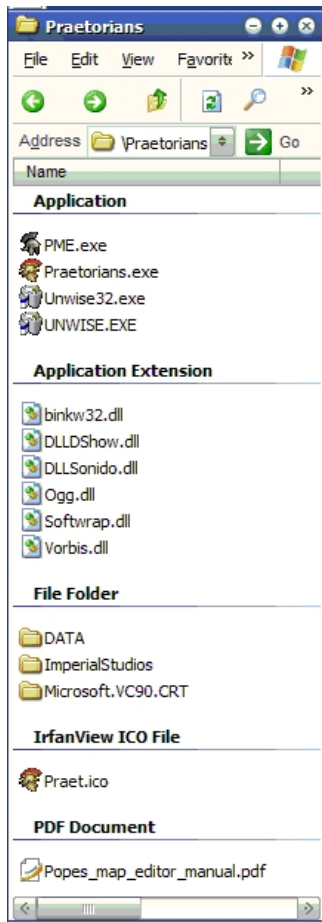 Praetorians
File Edit View Favorite »
»
Address \Praetorians Go
Name
Application
PME.exe
Praetorians.exe
Unwise32.exe
UNWISE.EXE
Application Extension
binkw32.dll
DLLDShow.dll
DLLSonido.dll
Ogg.dll
Softwrap.dll
Vorbis.dll
File Folder
DATA
ImperialStudios
Microsoft.VC90.CRT
IrfanView ICO File
Praet.ico
PDF Document
Popes_map_editor_manual.pdf